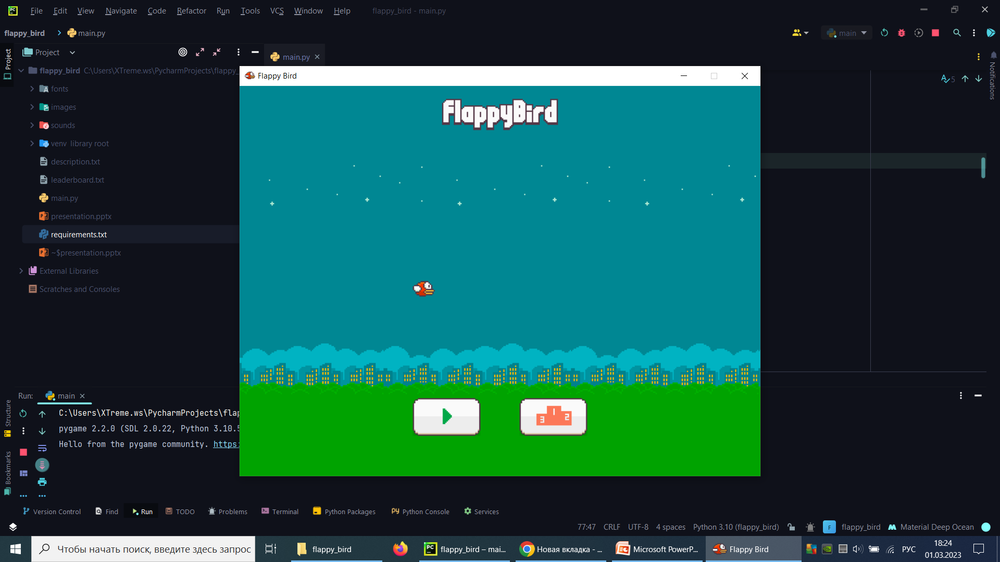 File Edit View Navigate Code Refactor Run Tools VCS Window Help flappy_bird - main.py
flappy_bird main.py main
Project main.py
Project
Notifications
flappy_bird C:\Users\XTreme.ws\PycharmProjects\flappy_
fonts
images
sounds
venv library root
description.txt
leaderboard.txt
main.py
presentation.pptx
requirements.txt
~$presentation.pptx
External Libraries
Scratches and Consoles
5
Flappy Bird
FlappyBird
3 1 2
Run: main
Structure
Bookmarks
C:\Users\XTreme.ws\PycharmProjects\flap
pygame 2.2.0 (SDL 2.0.22, Python 3.10.5
Hello from the pygame community. https:
Version Control Find Run TODO Problems Terminal Python Packages Python Console Services
77:47 CRLF UTF-8 4 spaces Python 3.10 (flappy_bird) F flappy_bird Material Deep Ocean
Чтобы начать поиск, введите здесь запрос flappy_bird flappy_bird – mai... Новая вкладка - ... Microsoft PowerP... Flappy Bird РУС 18:24
01.03.2023